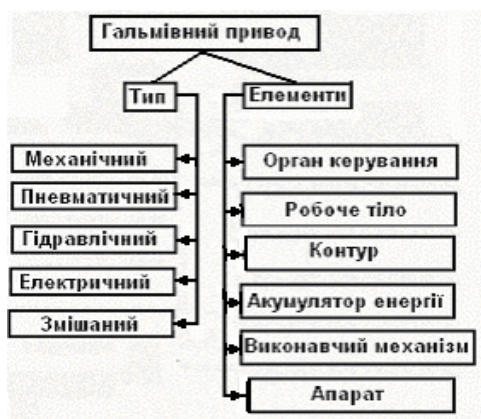 Гальмівний привод
Тип
Елементи
Механічний
Пневматичний
Гідравлічний
Електричний
Змішаний
Орган керування
Робоче тіло
Контур
Акумулятор енергії
Виконавчий механізм
Апарат